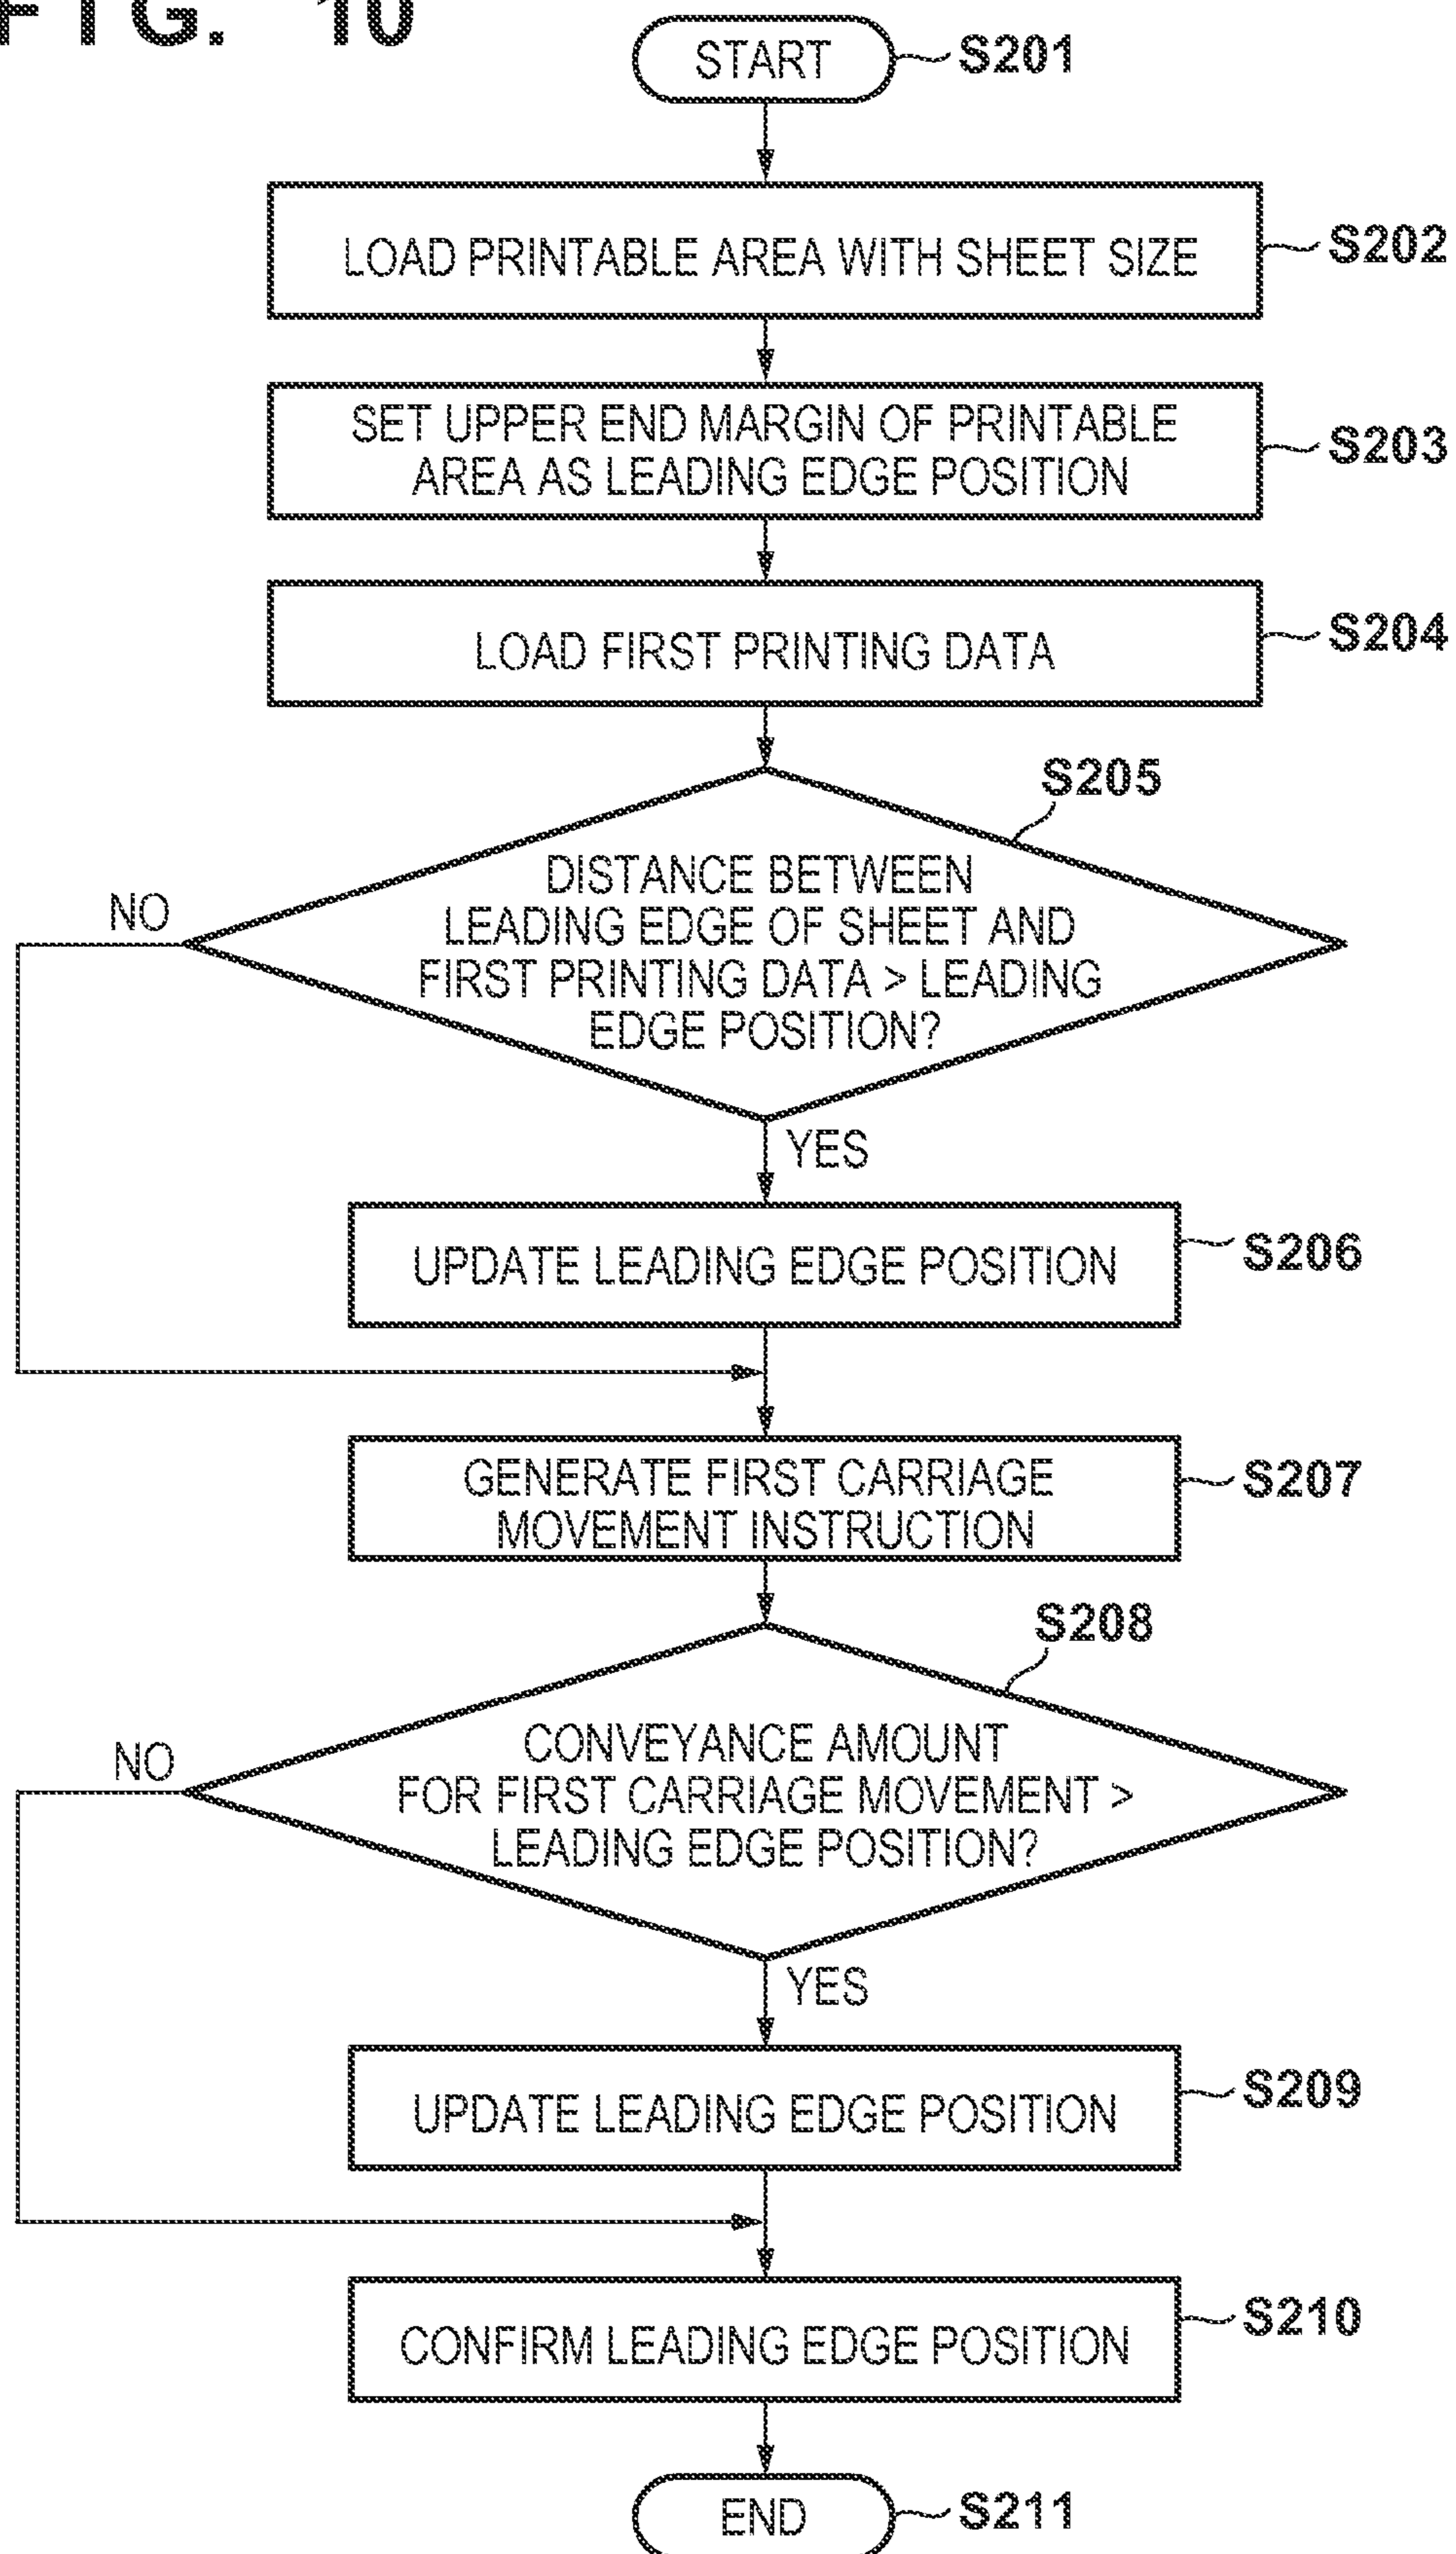 FIG. 10
START
S201
LOAD PRINTABLE AREA WITH SHEET SIZE
S202
SET UPPER END MARGIN OF PRINTABLE
AREA AS LEADING EDGE POSITION
S203
LOAD FIRST PRINTING DATA
S204
S205
DISTANCE BETWEEN
LEADING EDGE OF SHEET AND
FIRST PRINTING DATA > LEADING
EDGE POSITION?
NO
YES
UPDATE LEADING EDGE POSITION
S206
GENERATE FIRST CARRIAGE
MOVEMENT INSTRUCTION
S207
S208
CONVEYANCE AMOUNT
FOR FIRST CARRIAGE MOVEMENT >
LEADING EDGE POSITION?
NO
YES
UPDATE LEADING EDGE POSITION
S209
CONFIRM LEADING EDGE POSITION
S210
END
S211